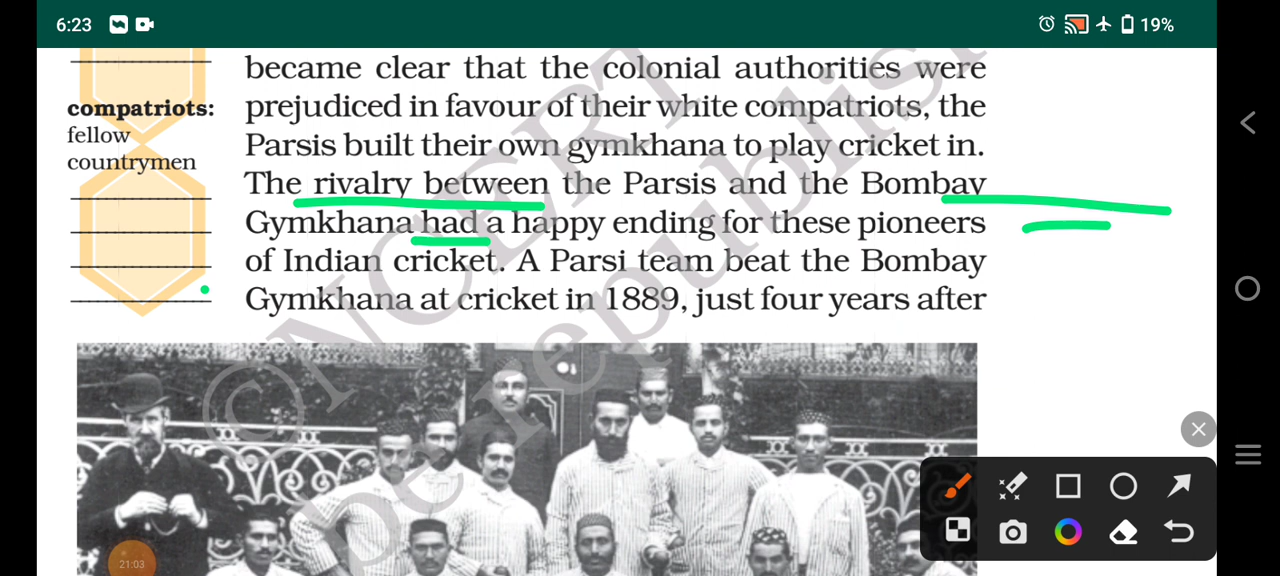 6:23
19%
became clear that the colonial authorities were
compatriots:
prejudiced in favour of their white compatriots, the
fellow
Parsis built their own gymkhana to play cricket in.
countrymen
The rivalry between the Parsis and the Bombay
Gymkhana had a happy ending for these pioneers
of Indian cricket. A Parsi team beat the Bombay
Gymkhana at cricket in 1889, just four years after
©NCERT
be republish
21:03